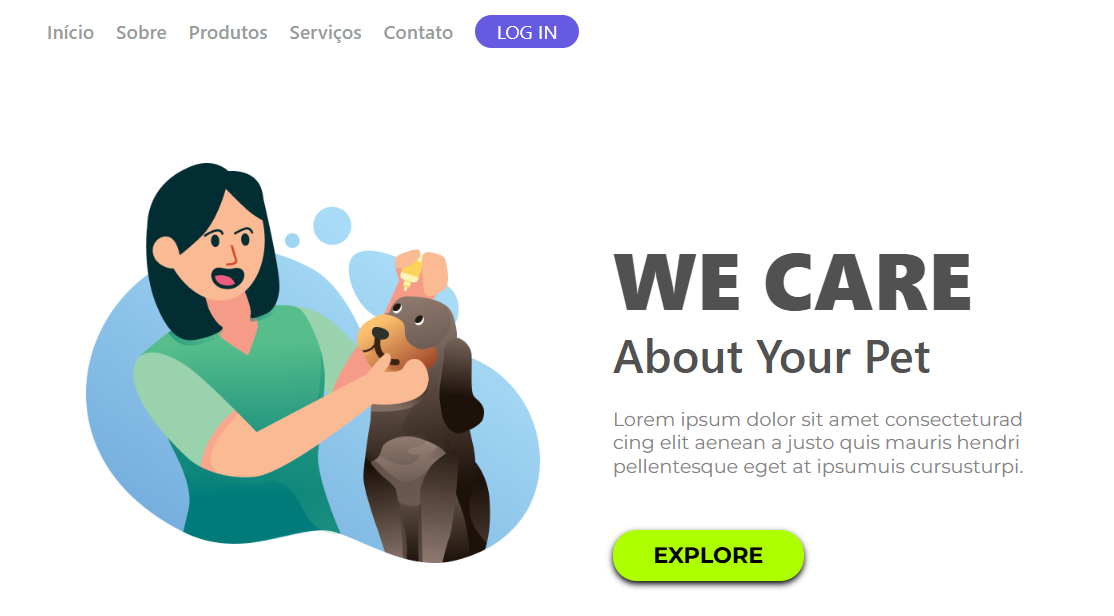 Início Sobre Produtos Serviços Contato LOG IN
WE CARE
About Your Pet
Lorem ipsum dolor sit amet consecteturad
cing elit aenean a justo quis mauris hendri
pellentesque eget at ipsumuis cursusturpi.
EXPLORE